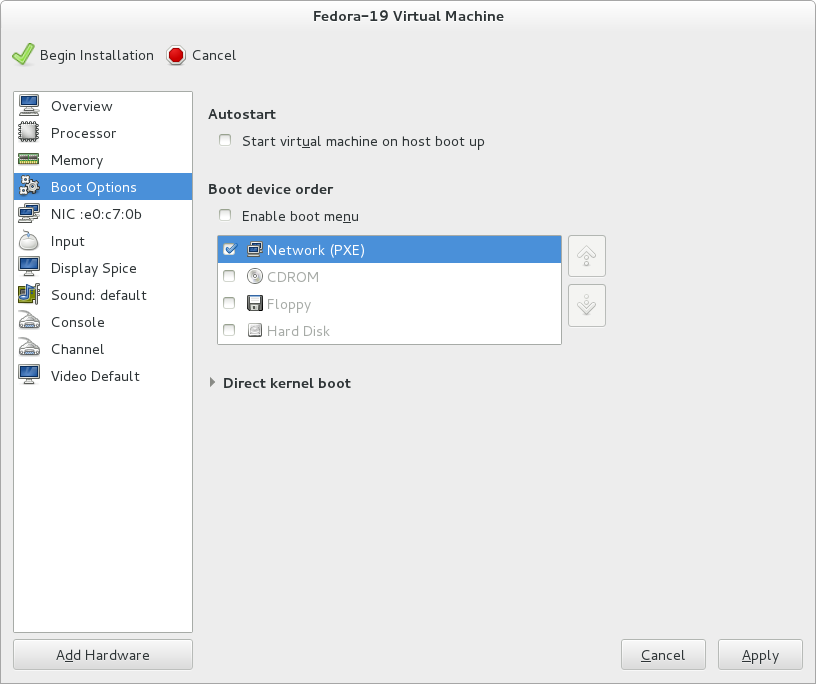 Fedora-19 Virtual Machine
Begin Installation Cancel
Overview
Processor
Memory
Boot Options
NIC :e0:c7:0b
Input
Display Spice
Sound: default
Console
Channel
Video Default
Add Hardware
Autostart
Start virtual machine on host boot up
Boot device order
Enable boot menu
Network (PXE)
CDROM
Floppy
Hard Disk
Direct kernel boot
Cancel Apply